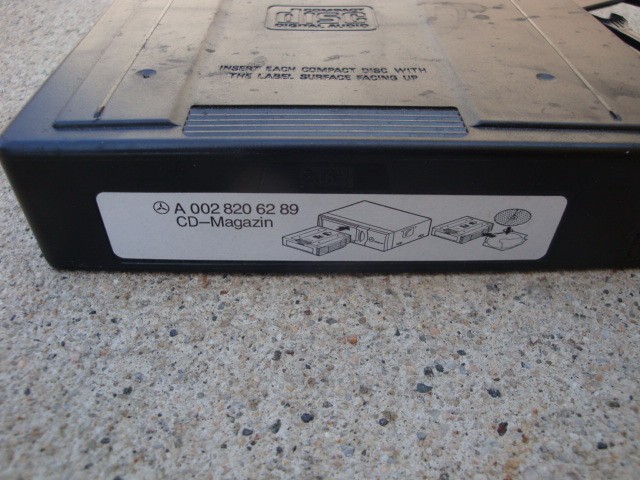 COMPACT
disc
DIGITAL AUDIO
INSERT EACH COMPACT DISC WITH
THE LABEL SURFACE FACING UP
A 002 820 62 89
CD-Magazin